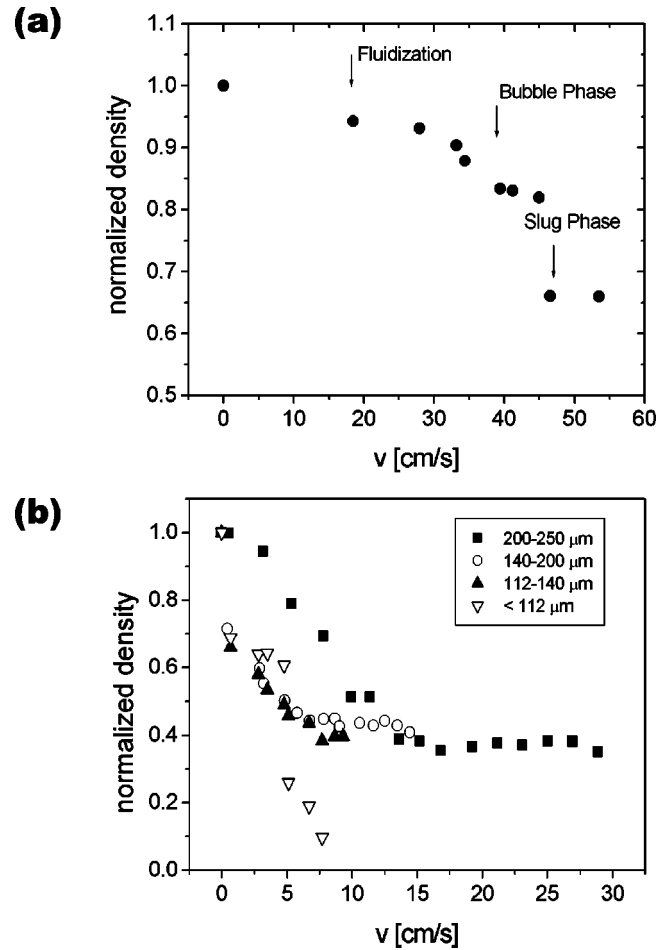 (a)
1.1
1.0
0.9
0.8
0.7
0.6
0.5
normalized density
Fluidization
Bubble Phase
Slug Phase
0 10 20 30 40 50 60
v [cm/s]
(b)
1.0
0.8
0.6
0.4
0.2
0.0
normalized density
200-250 μm
140-200 μm
112-140 μm
< 112 μm
0 5 10 15 20 25 30
v [cm/s]